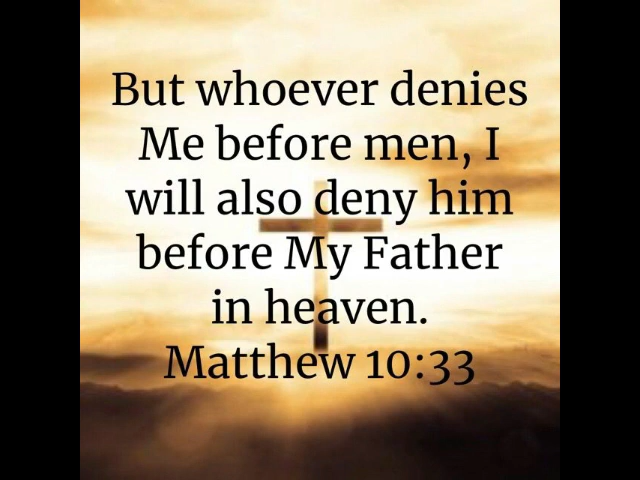 But whoever denies
Me before men, I
will also deny him
before My Father
in heaven.
Matthew 10:33